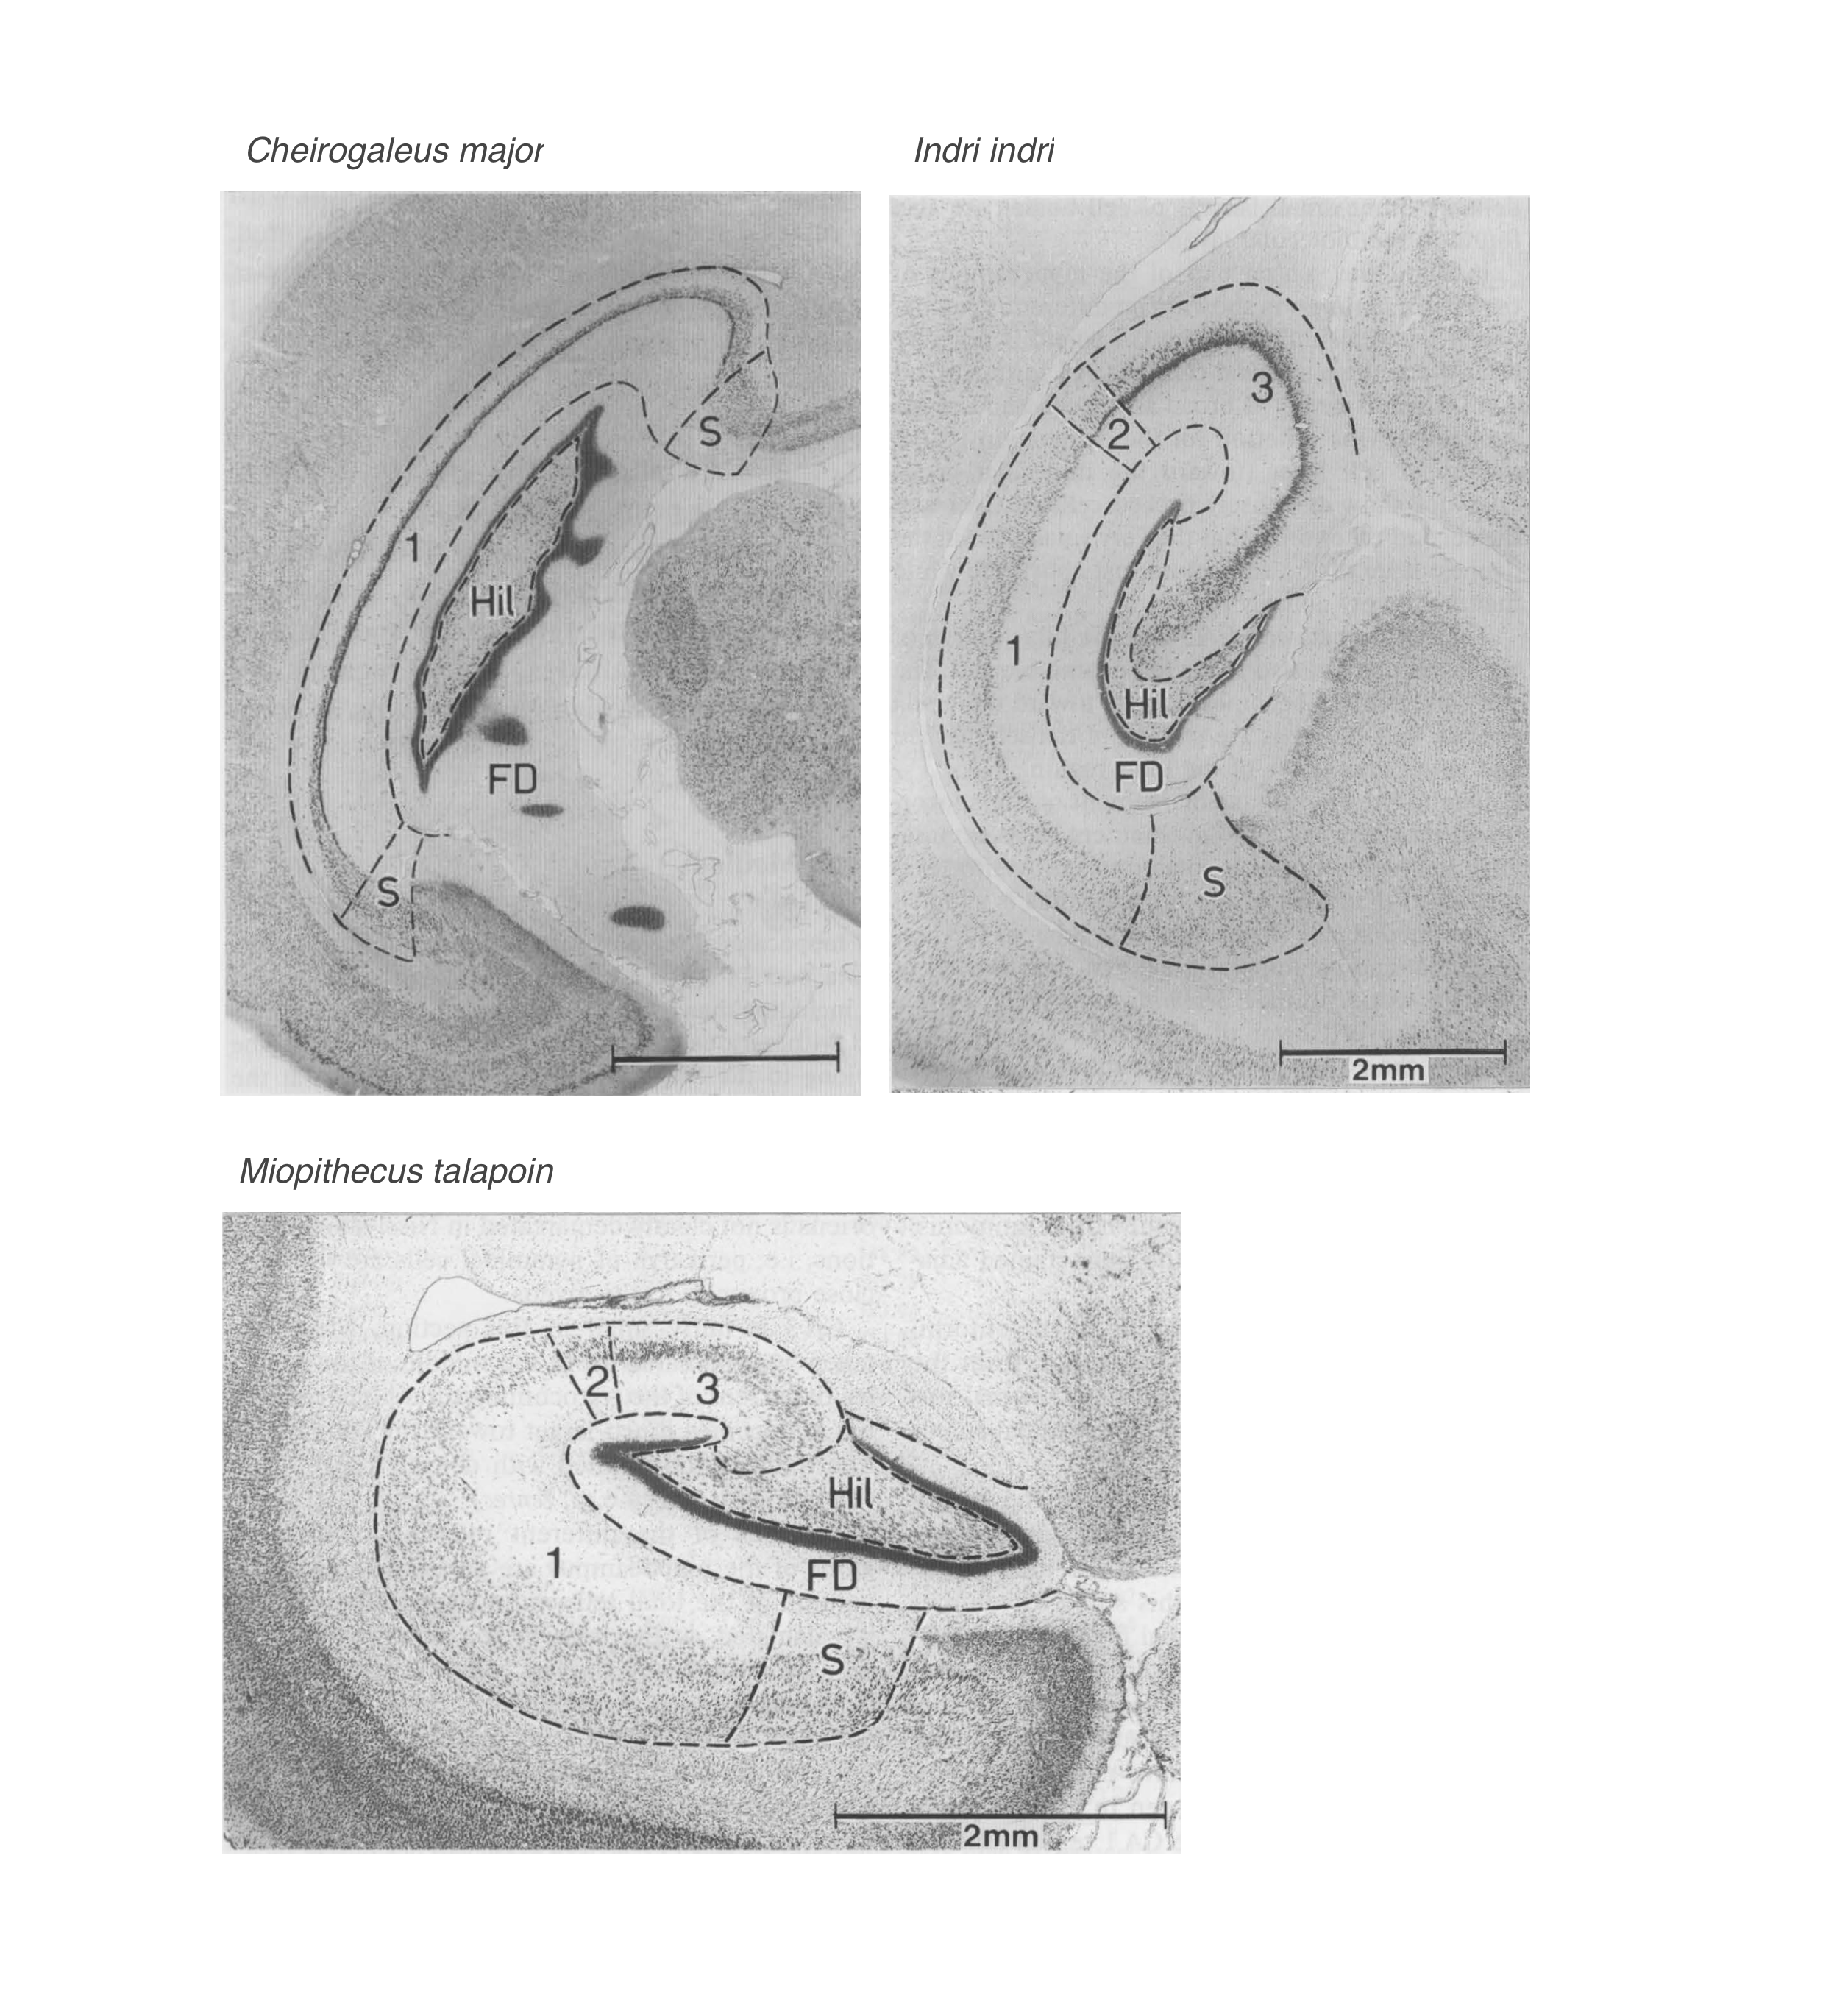 Cheirogaleus major
Indri indri
S
1
Hil
FD
S
3
2
1
Hil
FD
S
2mm
Miopithecus talapoin
2
3
Hil
1
FD
S
2mm